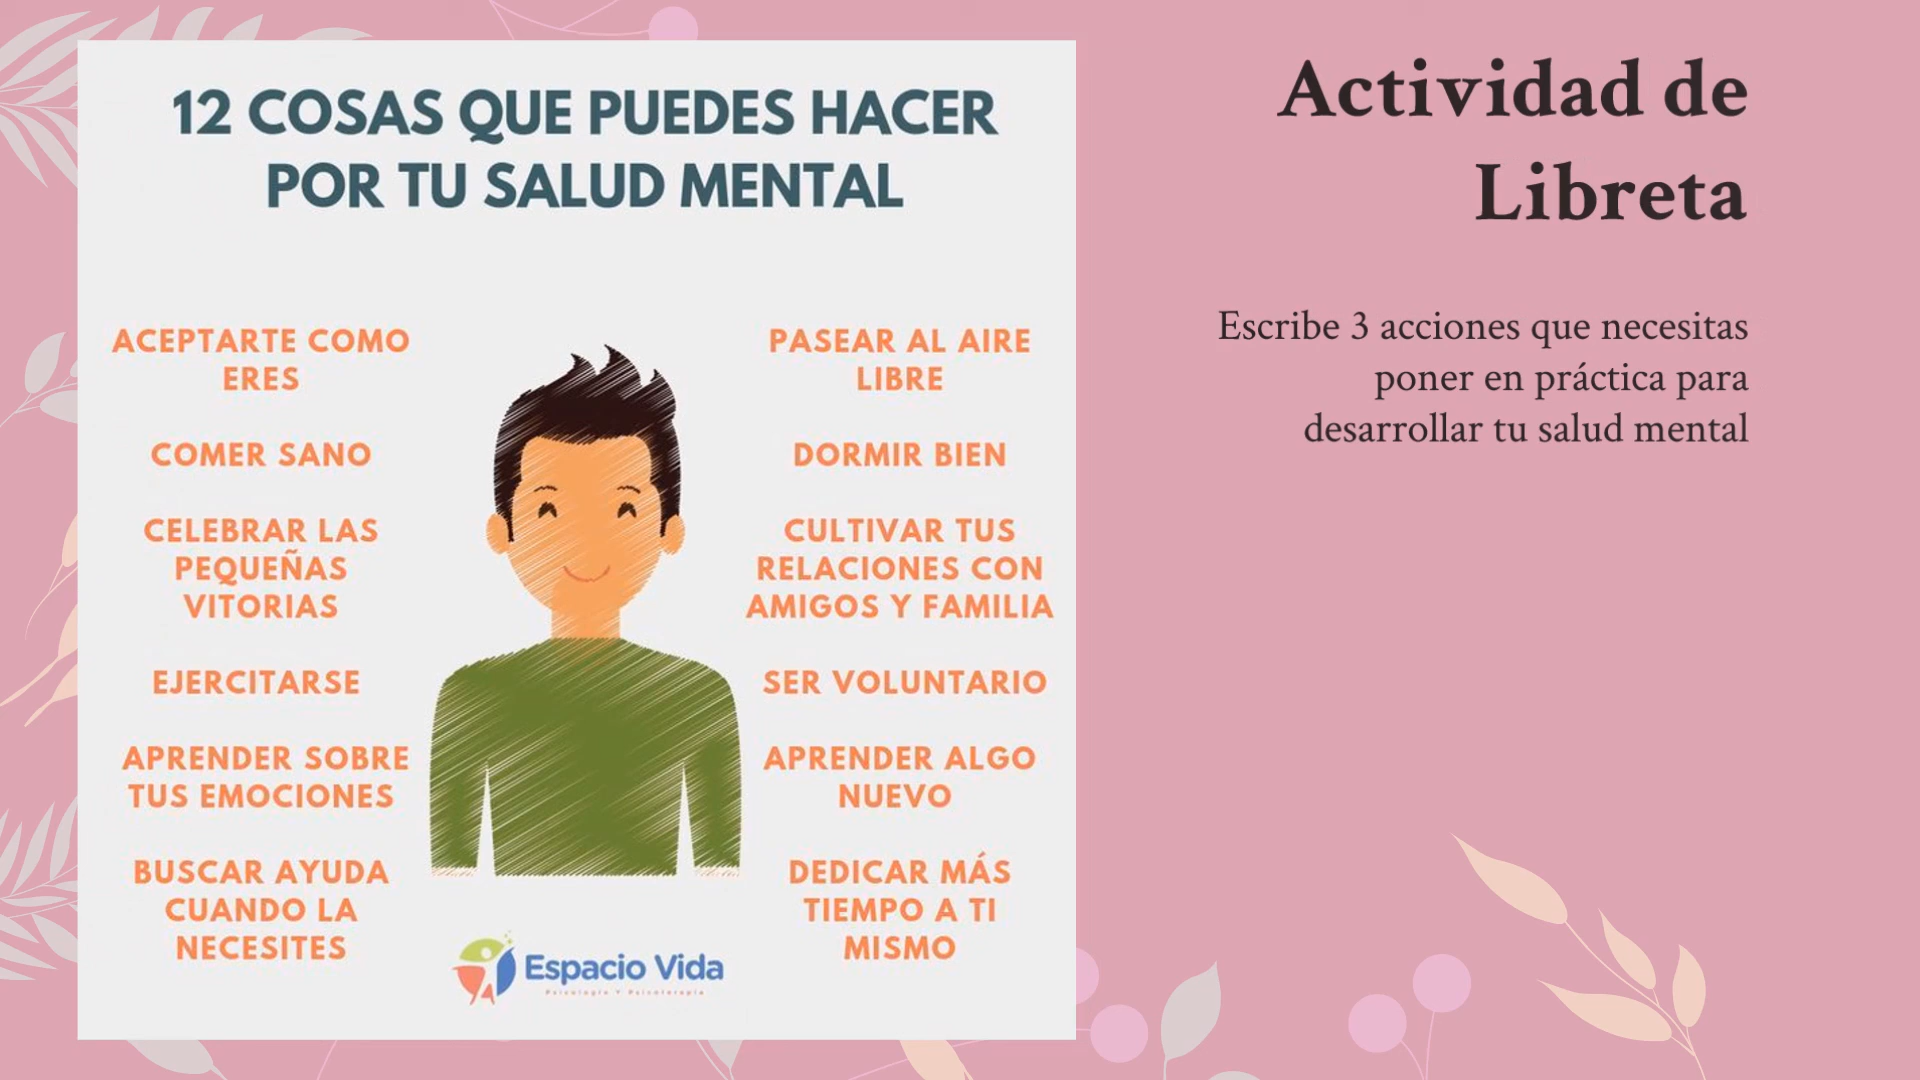 12 COSAS QUE PUEDES HACER
POR TU SALUD MENTAL
ACEPTARTE COMO
ERES
COMER SANO
CELEBRAR LAS
PEQUEÑAS
VITORIAS
EJERCITARSE
APRENDER SOBRE
TUS EMOCIONES
BUSCAR AYUDA
CUANDO LA
NECESITES
PASEAR AL AIRE
LIBRE
DORMIR BIEN
CULTIVAR TUS
RELACIONES CON
AMIGOS Y FAMILIA
SER VOLUNTARIO
APRENDER ALGO
NUEVO
DEDICAR MÁS
TIEMPO A TI
MISMO
Espacio Vida
Psicología Y Psicoterapia
Actividad de
Libreta
Escribe 3 acciones que necesitas
poner en práctica para
desarrollar tu salud mental